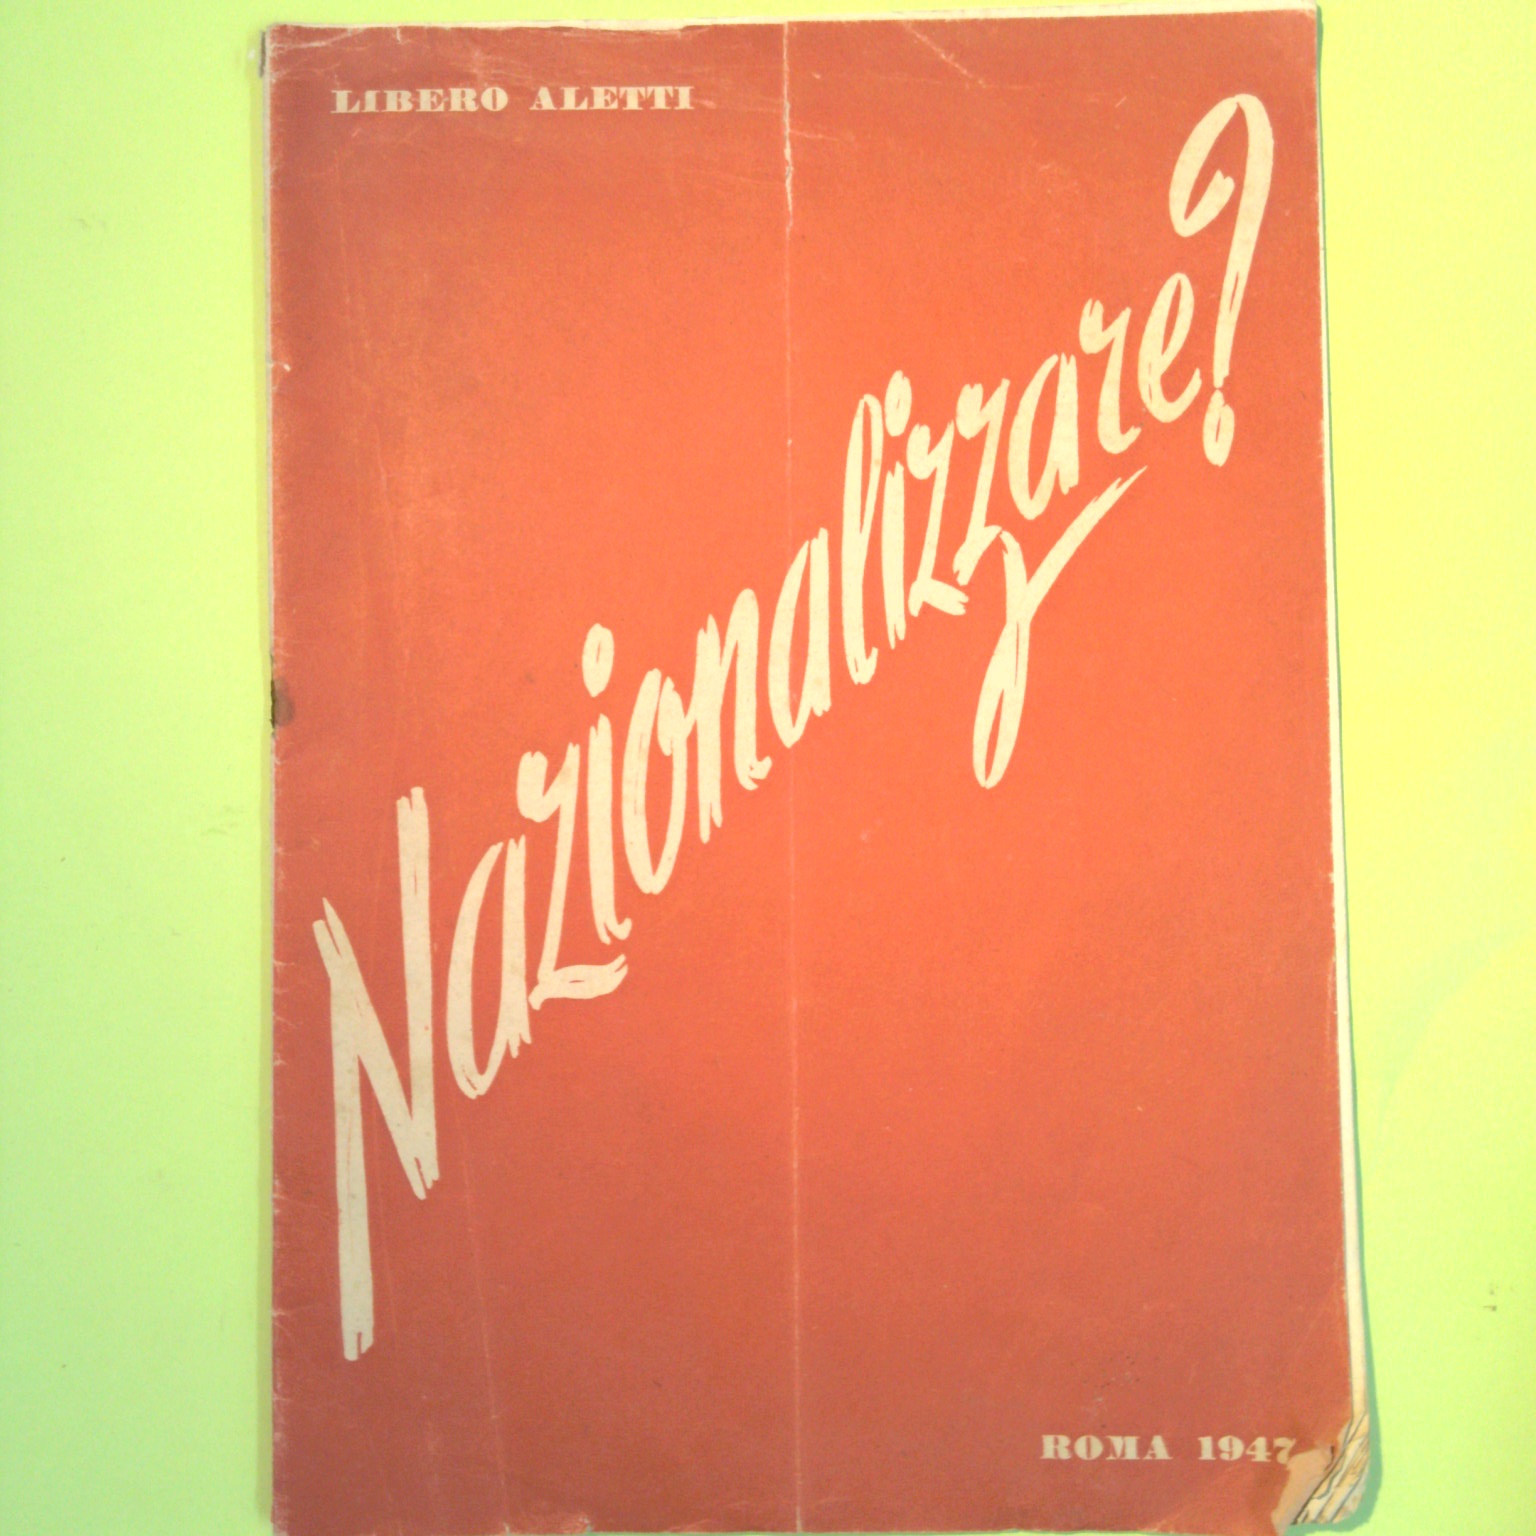 LIBERO ALETTI
Nazionalizzare?
ROMA 1947